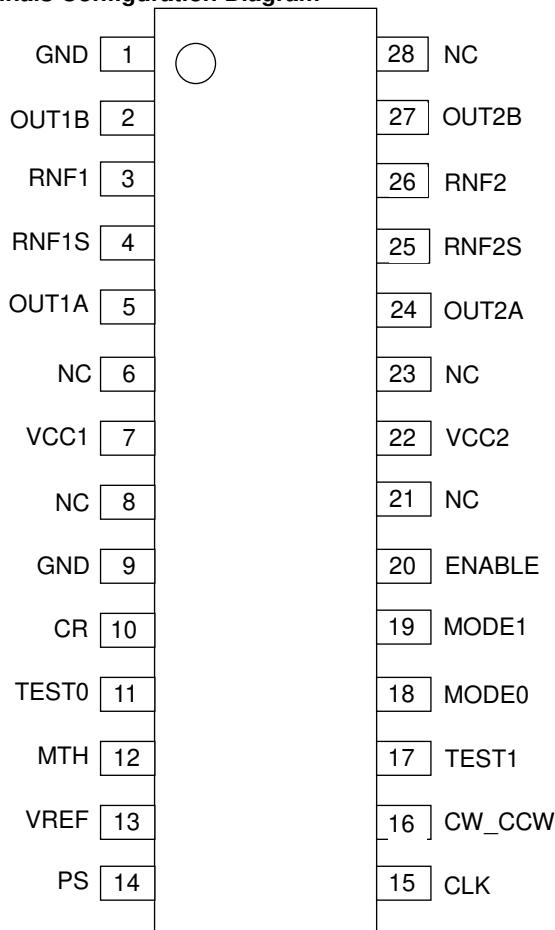 GND 1 28 NC
OUT1B 2 27 OUT2B
RNF1 3 26 RNF2
RNF1S 4 25 RNF2S
OUT1A 5 24 OUT2A
NC 6 23 NC
VCC1 7 22 VCC2
NC 8 21 NC
GND 9 20 ENABLE
CR 10 19 MODE1
TEST0 11 18 MODE0
MTH 12 17 TEST1
VREF 13 16 CW_CCW
PS 14 15 CLK